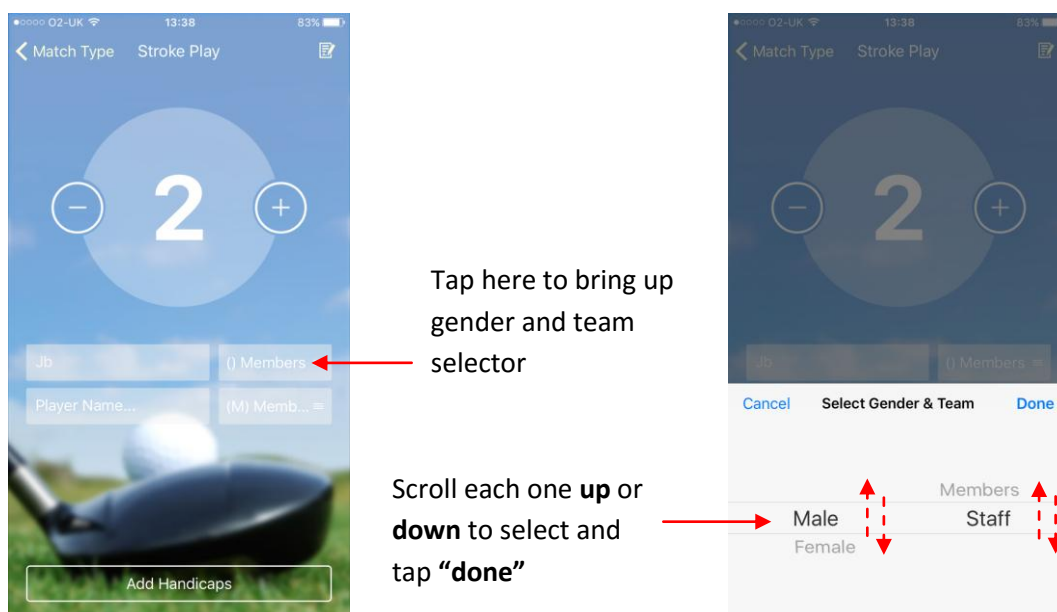 ●○○○○ O2-UK 13:38 83%
Match Type Stroke Play
2
Jb () Members
Player Name... (M) Memb... ≡
Add Handicaps
Tap here to bring up
gender and team
selector
Scroll each one up or
down to select and
tap “done”
●○○○○ O2-UK 13:38 83%
Match Type Stroke Play
2
Jb () Members ≡
Cancel Select Gender & Team Done
Members
Male Staff
Female